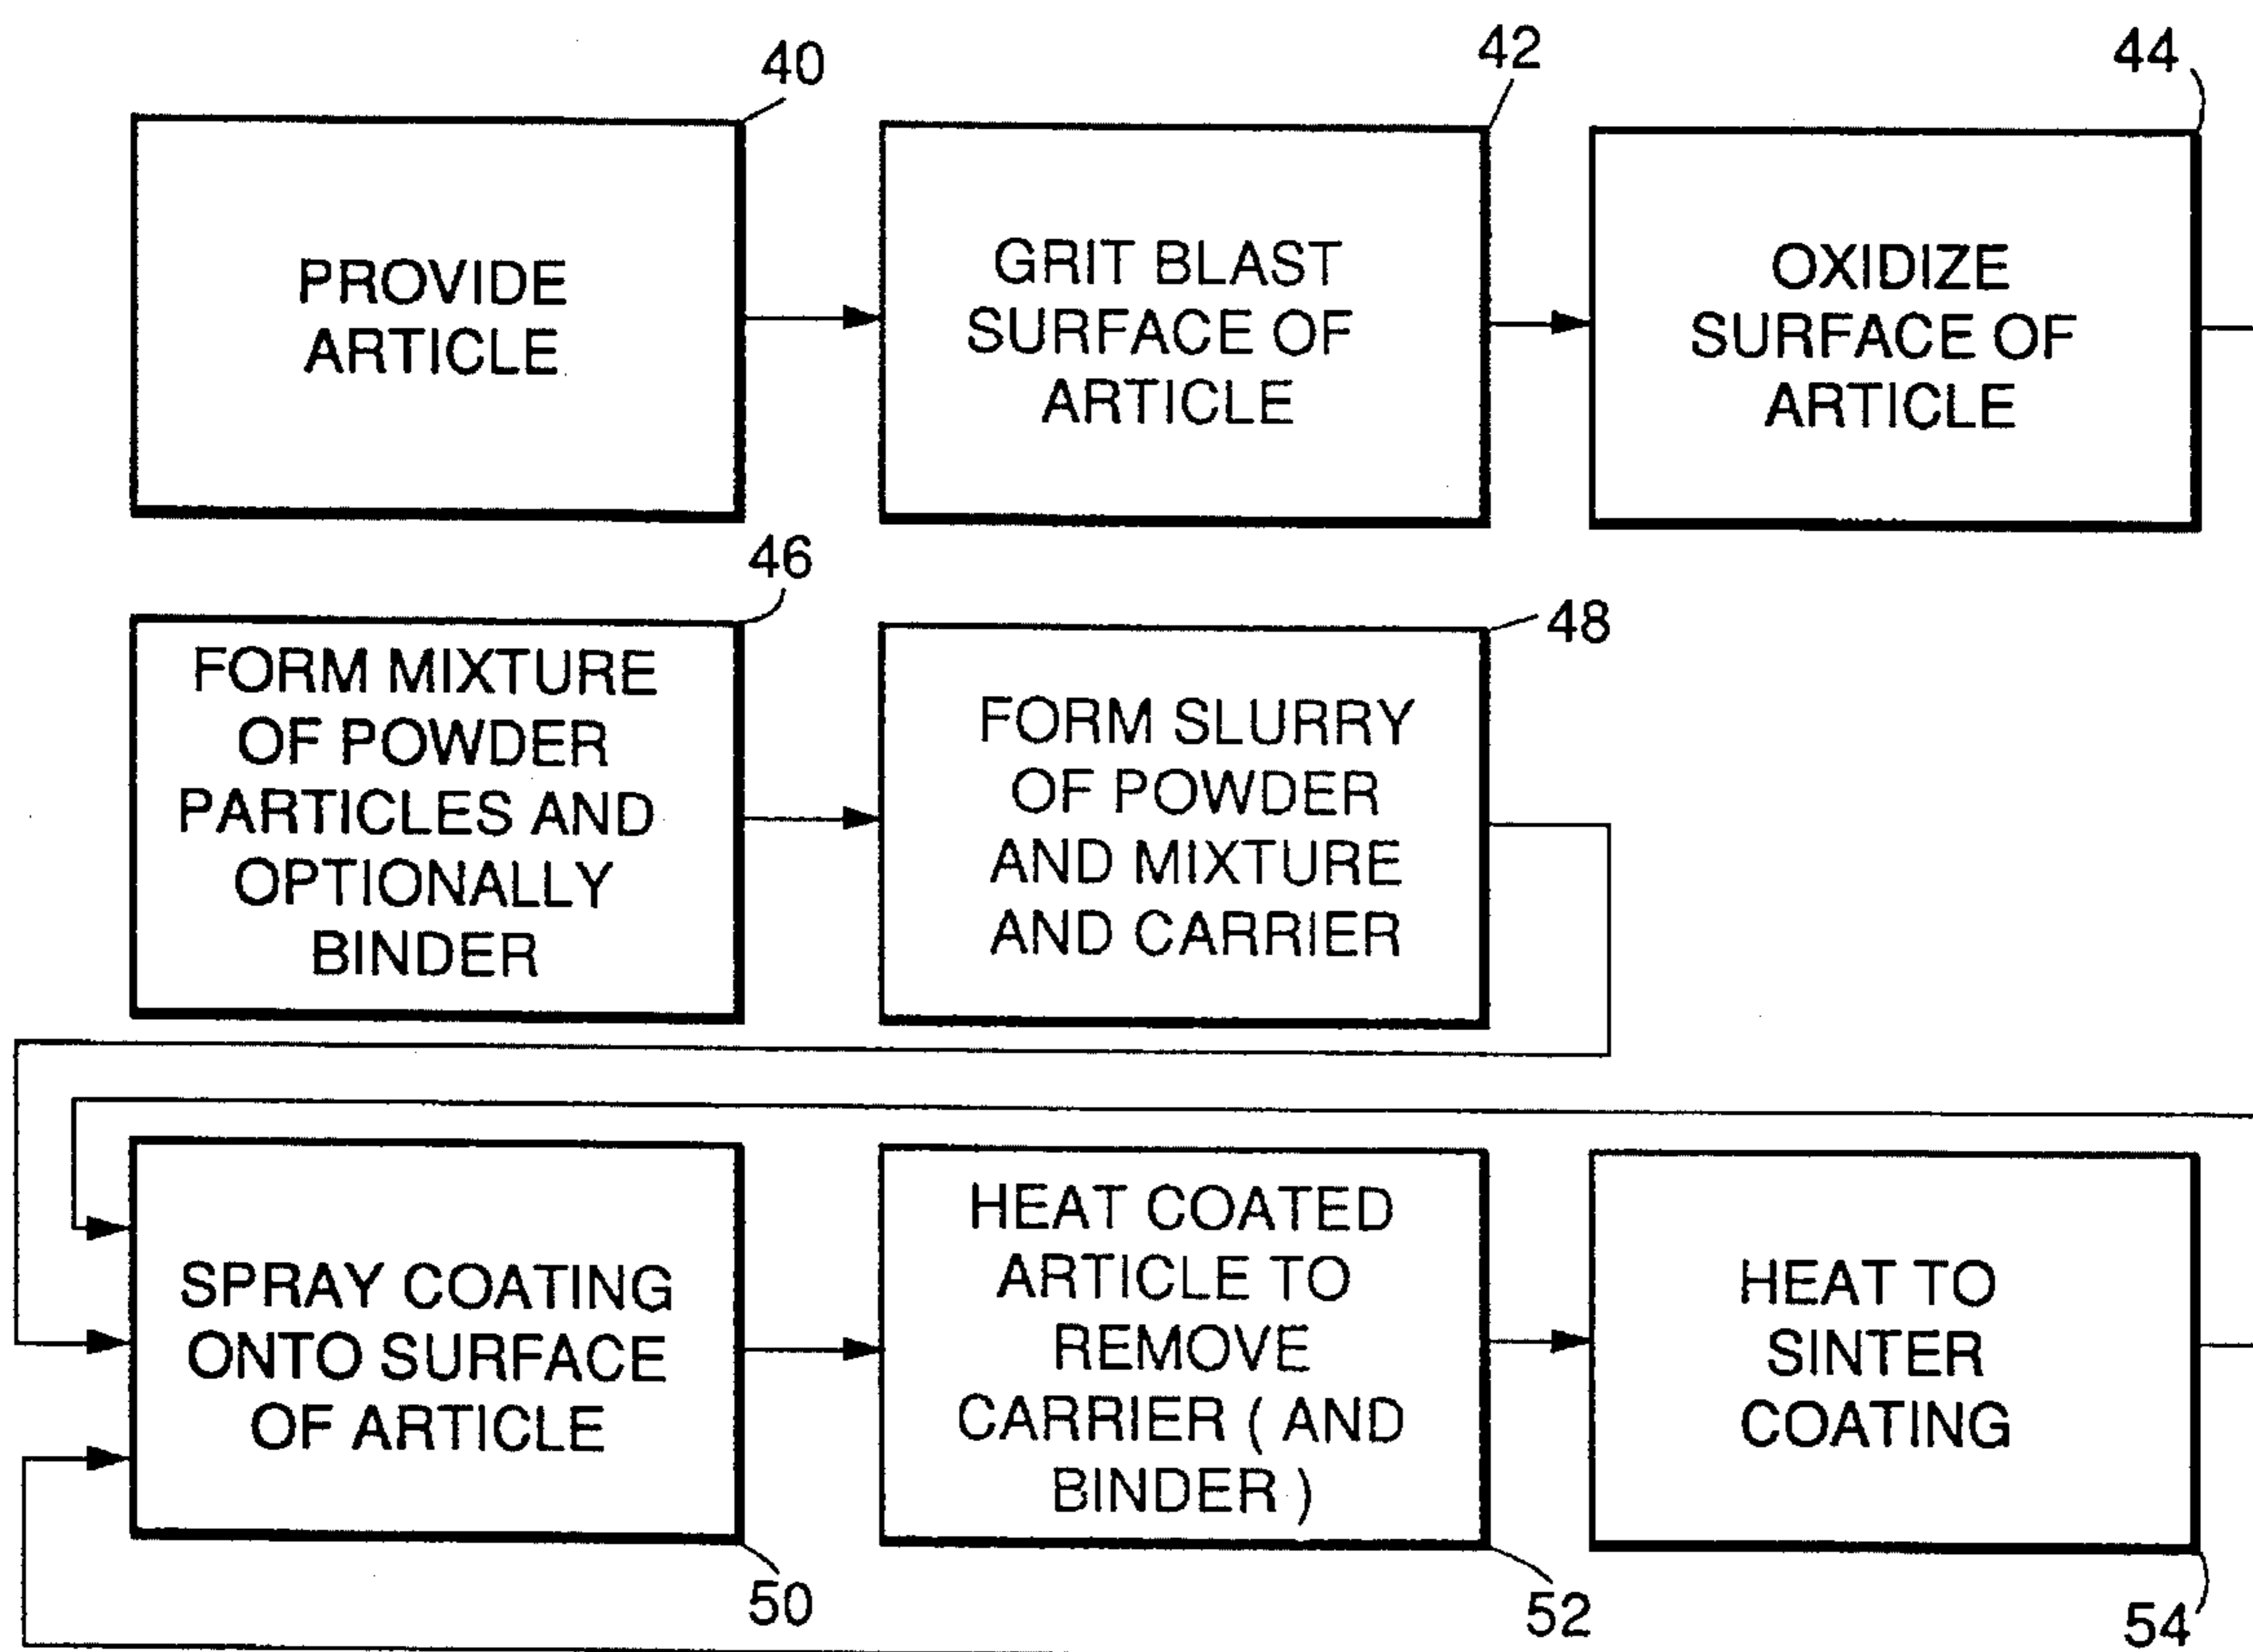 40
PROVIDE
ARTICLE
42
GRIT BLAST
SURFACE OF
ARTICLE
44
OXIDIZE
SURFACE OF
ARTICLE
46
FORM MIXTURE
OF POWDER
PARTICLES AND
OPTIONALLY
BINDER
48
FORM SLURRY
OF POWDER
AND MIXTURE
AND CARRIER
SPRAY COATING
ONTO SURFACE
OF ARTICLE
50
HEAT COATED
ARTICLE TO
REMOVE
CARRIER ( AND
BINDER )
52
HEAT TO
SINTER
COATING
54